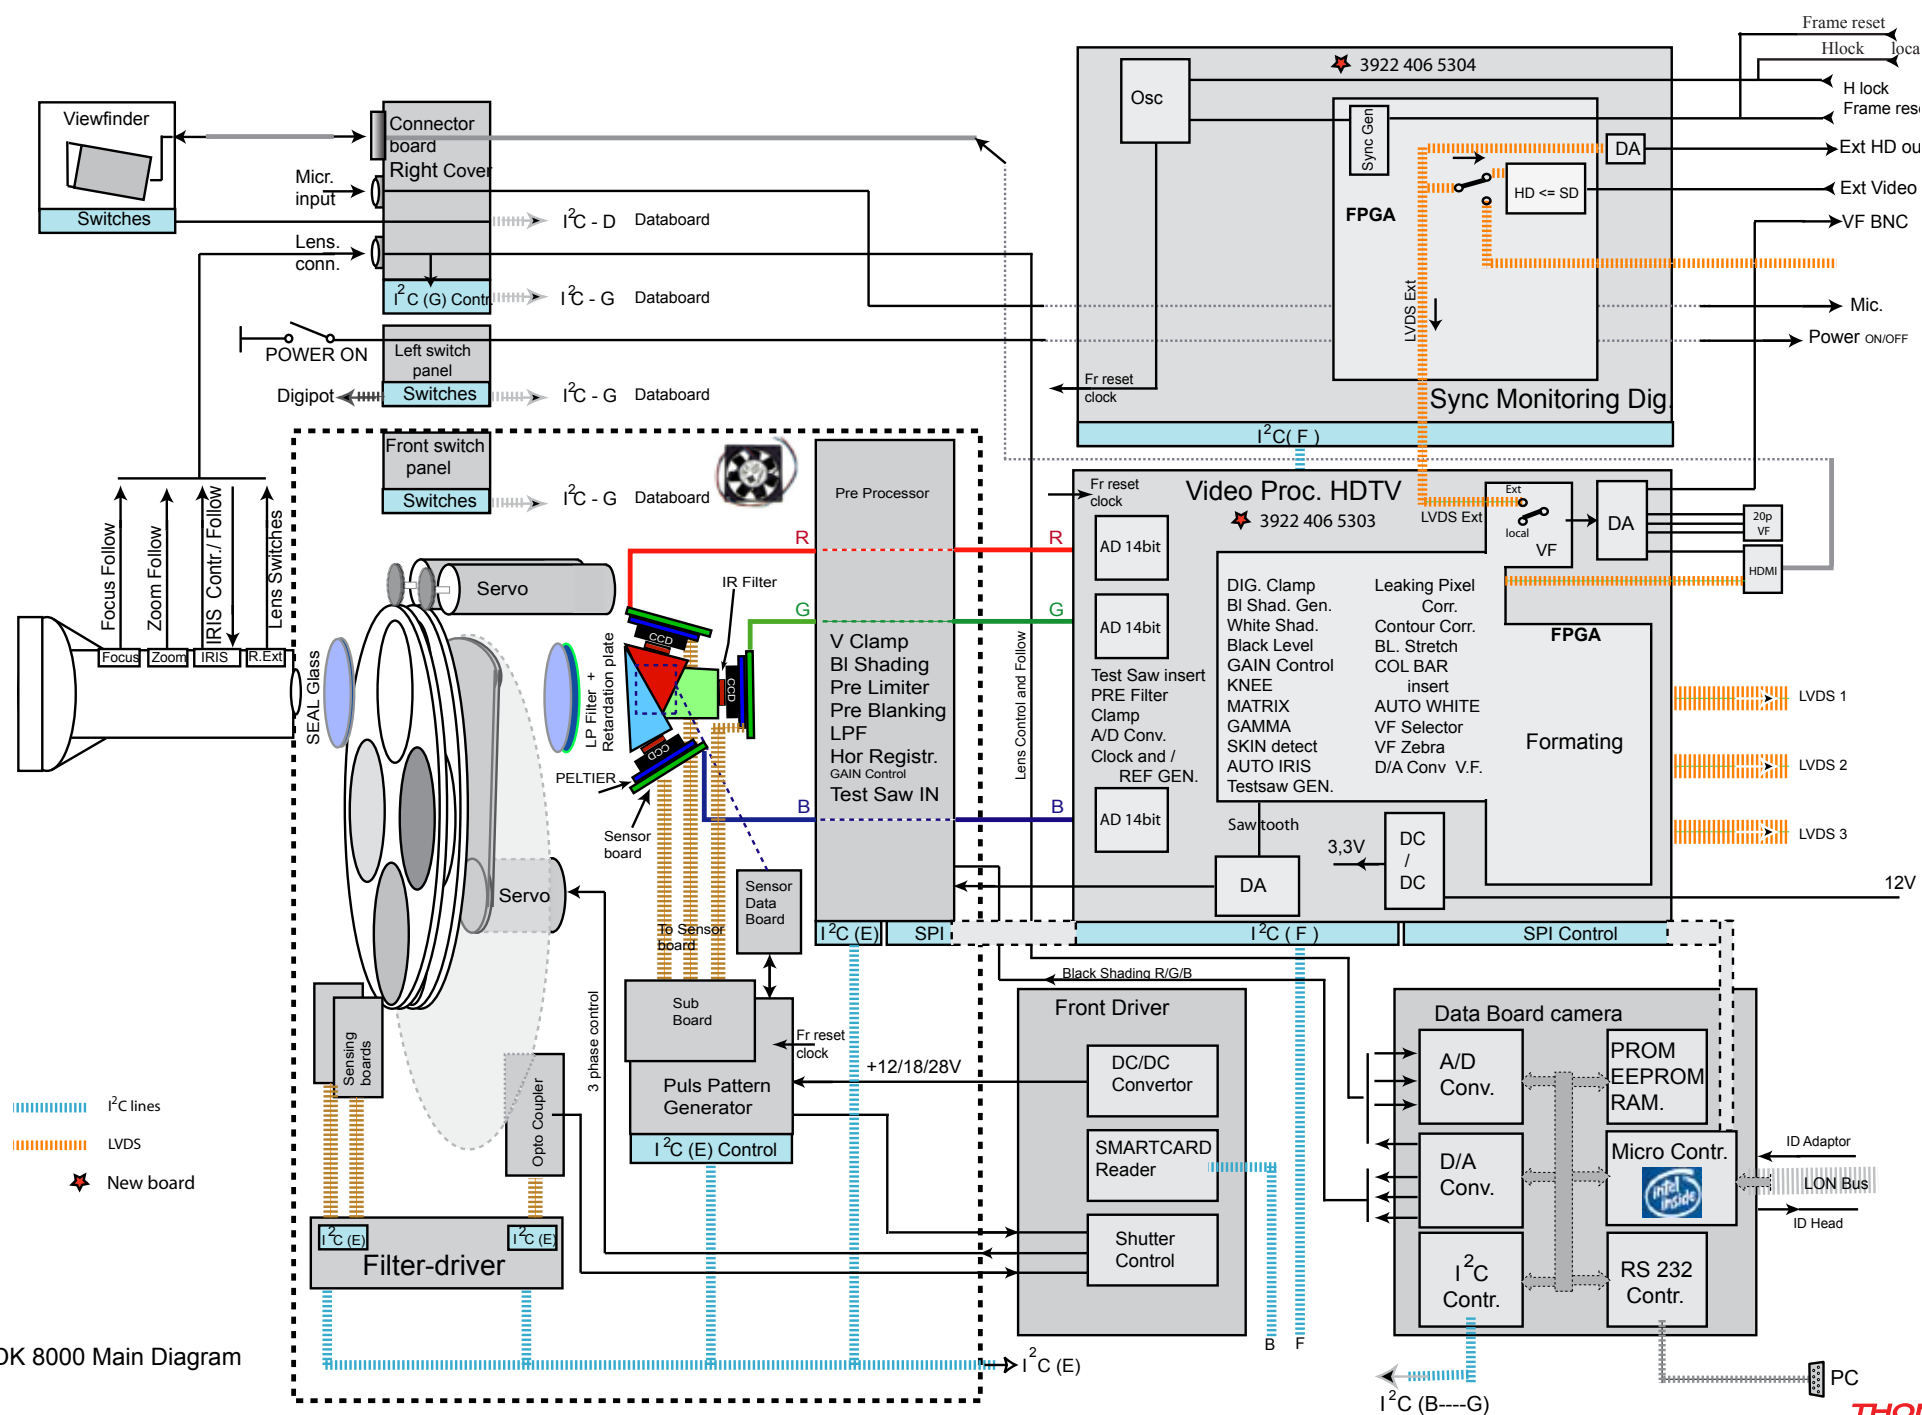 Frame reset
Hlock
H lock
Ext Video
VF BNC
Mic.
Power ON/OFF
3922 406 5304
Osc
Sync Gen
DA
HD <= SD
FPGA
LVDS Ext
Fr reset
clock
Sync Monitoring Dig.
I2C( F )
Viewfinder
Switches
Connector
board
Right Cover
Micr.
input
Lens.
conn.
I2C - D Databoard
I2C (G) Contr.
I2C - G Databoard
POWER ON
Left switch
panel
Digipot
Switches
I2C - G Databoard
Front switch
panel
Switches
I2C - G Databoard
Focus Follow
Zoom Follow
IRIS Contr./ Follow
Lens Switches
Focus
Zoom
IRIS
R.Ext
SEAL Glass
Servo
LP Filter +
Retardation plate
IR Filter
CCD
CCD
CCD
PELTIER
Sensor
board
Servo
R
G
B
Pre Processor
V Clamp
Bl Shading
Pre Limiter
Pre Blanking
LPF
Hor Registr.
GAIN Control
Test Saw IN
I2C (E)
SPI
Lens Control and Follow
R
G
B
Fr reset
clock
Video Proc. HDTV
3922 406 5303
AD 14bit
AD 14bit
Test Saw insert
PRE Filter
Clamp
A/D Conv.
Clock and /
REF GEN.
AD 14bit
DIG. Clamp
Bl Shad. Gen.
White Shad.
Black Level
GAIN Control
KNEE
MATRIX
GAMMA
SKIN detect
AUTO IRIS
Testsaw GEN.
Leaking Pixel
Corr.
Contour Corr.
BL. Stretch
COL BAR
insert
AUTO WHITE
VF Selector
VF Zebra
D/A Conv V.F.
LVDS Ext
Ext
local
VF
DA
20p
VF
HDMI
FPGA
Formating
LVDS 1
LVDS 2
LVDS 3
Saw tooth
DA
3,3V
DC
/
DC
12V
I2C ( F )
SPI Control
Sensor
Data
Board
To Sensor
board
Sub
Board
Fr reset
clock
Puls Pattern
Generator
I2C (E) Control
3 phase control
Sensing
boards
Opto Coupler
I2C (E)
I2C (E)
Filter-driver
+12/18/28V
Black Shading R/G/B
Front Driver
DC/DC
Convertor
SMARTCARD
Reader
Shutter
Control
B
F
I2C (E)
Data Board camera
A/D
Conv.
PROM
EEPROM
RAM.
D/A
Conv.
Micro Contr.
intel
inside
I2C
Contr.
RS 232
Contr.
ID Adaptor
LON Bus
ID Head
PC
I2C (B----G)
I2C lines
LVDS
New board
DK 8000 Main Diagram